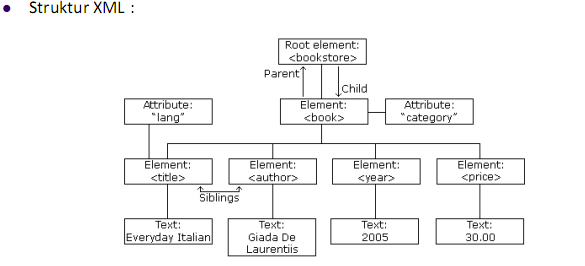 ● Struktur XML :
Root element:
<bookstore>
Parent
Child
Attribute:
"lang"
Element:
<book>
Attribute:
"category"
Element:
<title>
Element:
<author>
Element:
<year>
Element:
<price>
Siblings
Text:
Everyday Italian
Text:
Giada De
Laurentiis
Text:
2005
Text:
30.00